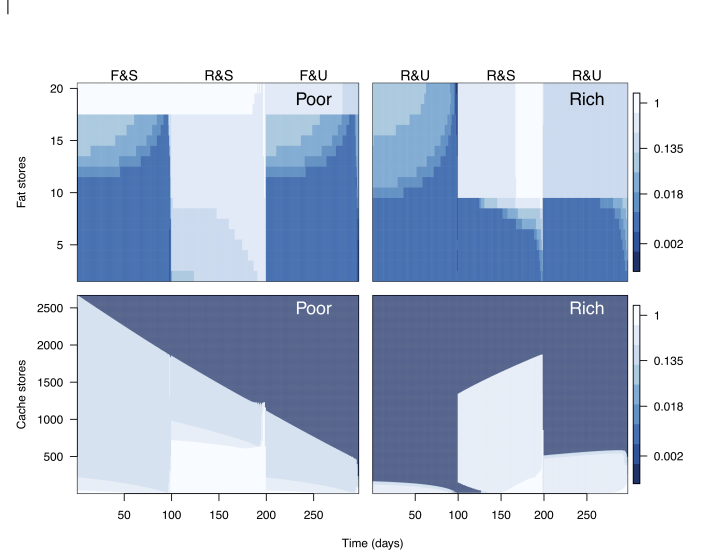 F&S R&S F&U R&U R&S R&U
20 Poor Rich 1
15 0.135
10 0.018
5 0.002
Fat stores
2500 Poor Rich 1
2000
1500 0.135
1000 0.018
500 0.002
Cache stores
50 100 150 200 250 50 100 150 200 250
Time (days)